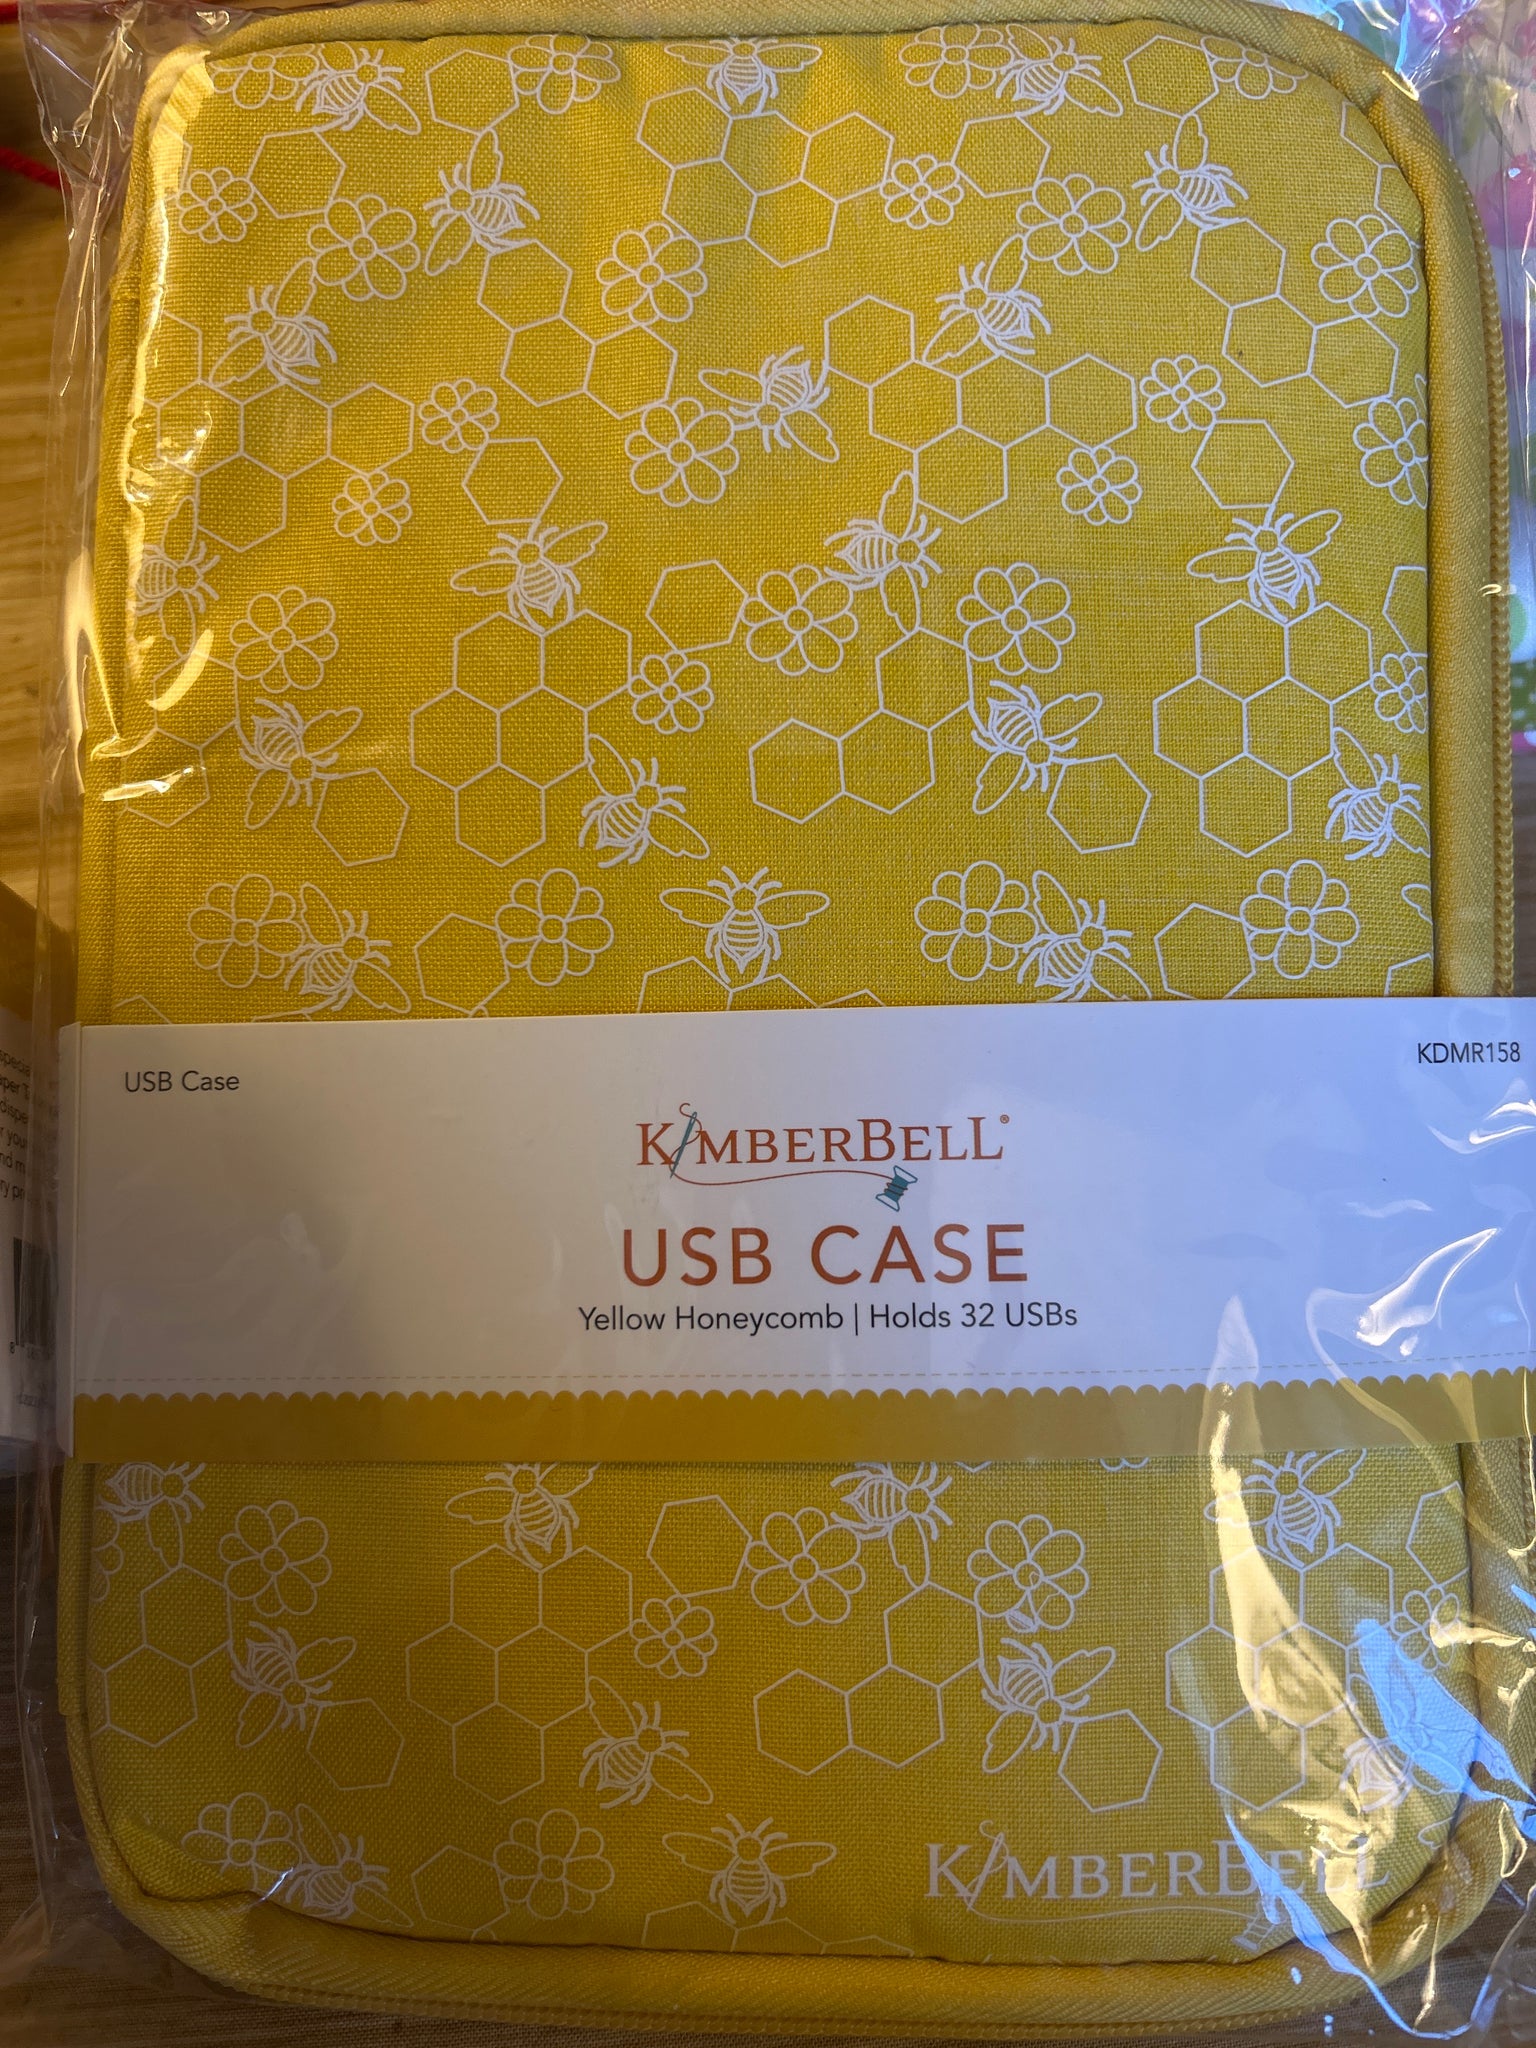 USB Case
KDMR158
KIMBERBELL®
USB CASE
Yellow Honeycomb | Holds 32 USBs
KIMBERBELL